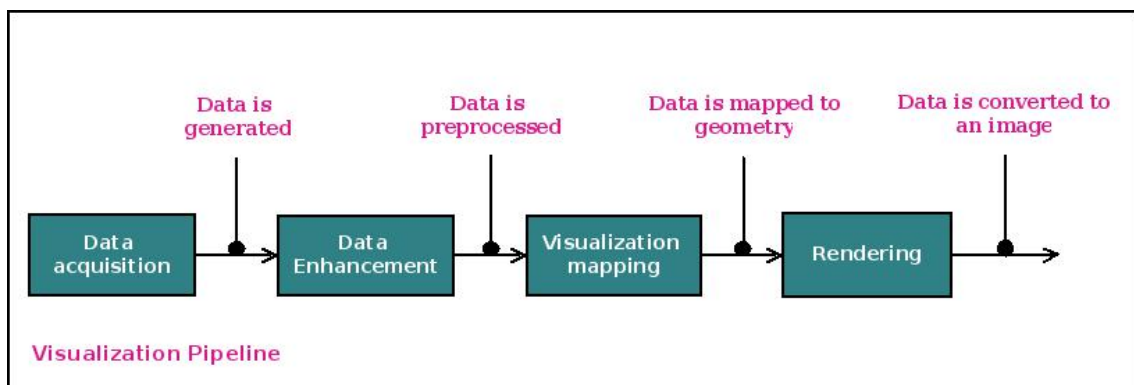 Data is
generated
Data is
preprocessed
Data is mapped to
geometry
Data is converted to
an image
Data
acquisition
Data
Enhancement
Visualization
mapping
Rendering
Visualization Pipeline